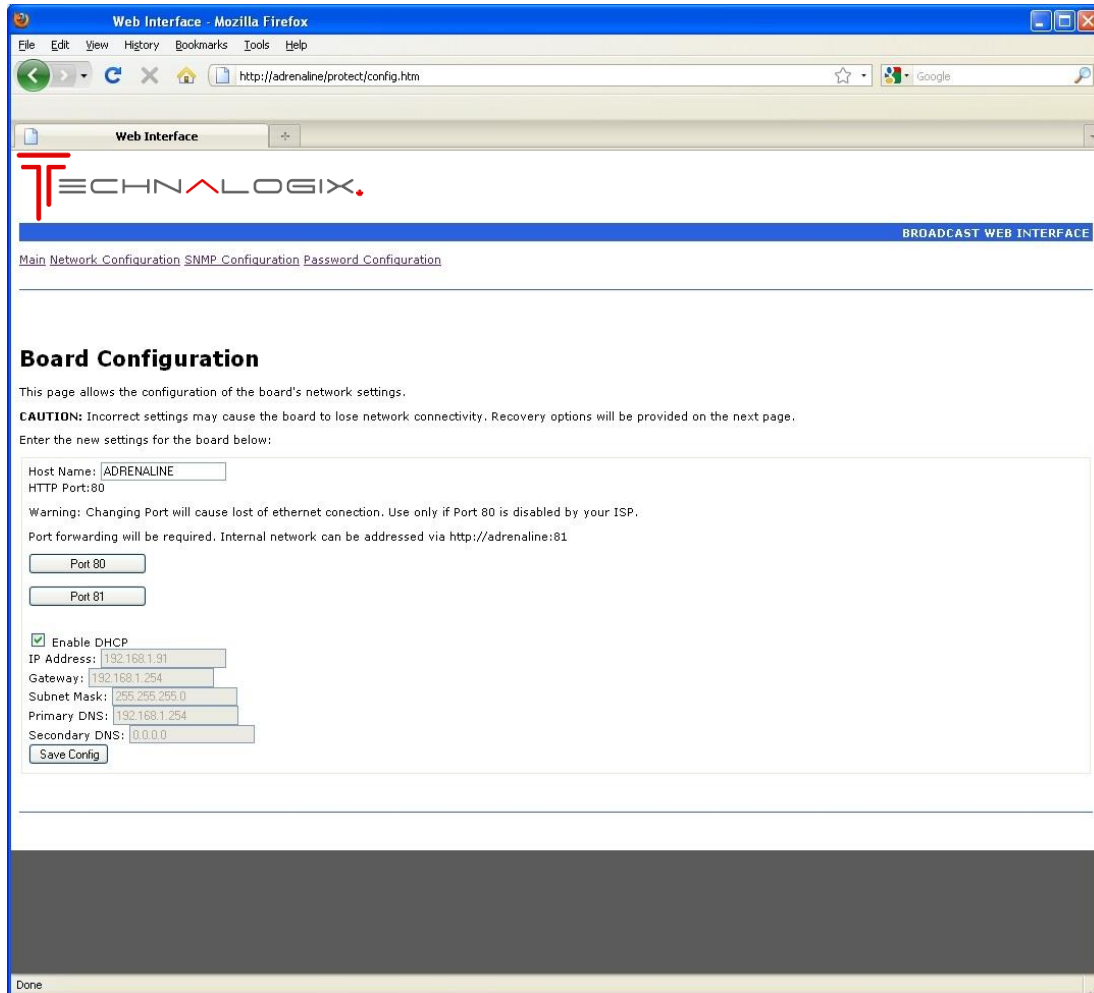 Web Interface - Mozilla Firefox
File Edit View History Bookmarks Tools Help
http://adrenaline/protect/config.htm
Google
Web Interface
TECHNALOGIX.
BROADCAST WEB INTERFACE
Main Network Configuration SNMP Configuration Password Configuration
Board Configuration
This page allows the configuration of the board's network settings.
CAUTION: Incorrect settings may cause the board to lose network connectivity. Recovery options will be provided on the next page.
Enter the new settings for the board below:
Host Name: ADRENALINE
HTTP Port:80
Warning: Changing Port will cause lost of ethernet conection. Use only if Port 80 is disabled by your ISP.
Port forwarding will be required. Internal network can be addressed via http://adrenaline:81
Port 80
Port 81
Enable DHCP
IP Address: 192.168.1.91
Gateway: 192.168.1.254
Subnet Mask: 255.255.255.0
Primary DNS: 192.168.1.254
Secondary DNS: 0.0.0.0
Save Config
Done